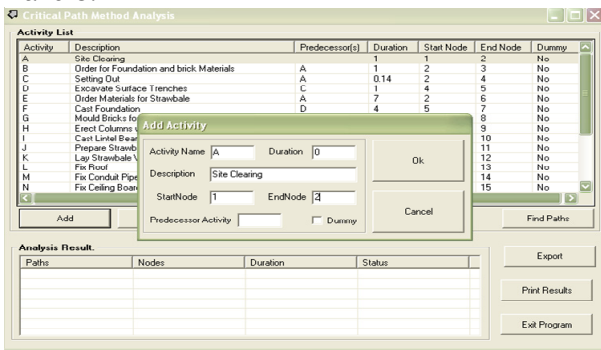 Critical Path Method Analysis
Activity List
Activity Description Predecessor(s) Duration Start Node End Node Dummy
A Site Clearing 1 1 2 No
B Order for Foundation and brick Materials A 1 2 3 No
C Setting Out A 0.14 2 4 No
D Excavate Surface Trenches C 1 4 5 No
E Order Materials for Strawbale A 7 2 6 No
F Cast Foundation D 4 5 7 No
G Mould Bricks for 8 No
H Erect Columns 9 No
I Cast Lintel 10 No
J Prepare Strawb 11 No
K Lay Strawbale 12 No
L Fix Roof 13 No
M Fix Conduit Pipe 14 No
N Fix Ceiling Boar 15 No
Add Activity
Activity Name A Duration 0
Description Site Clearing
StartNode 1 EndNode 2
Predecessor Activity Dummy
Ok
Cancel
Add
Find Paths
Analysis Result.
Paths Nodes Duration Status
Export
Print Results
Exit Program